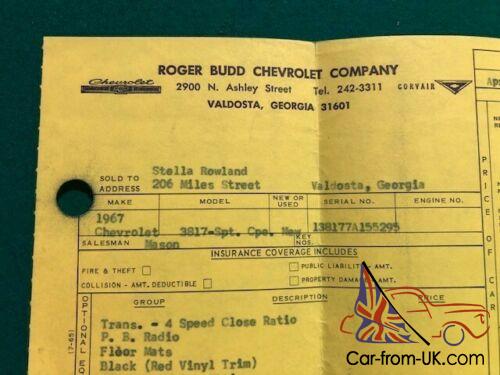 ROGER BUDD CHEVROLET COMPANY
Chevrolet
2900 N. Ashley Street Tel. 242-3311 CORVAIR
VALDOSTA, GEORGIA 31601
SOLD TO Stella Rowland
ADDRESS 206 Miles Street Valdosta, Georgia
MAKE MODEL NEW OR USED SERIAL NO. ENGINE NO.
1967
Chevrolet 3817-Spt. Cpe. New 138177A155295
SALESMAN Mason KEY NOS.
INSURANCE COVERAGE INCLUDES
FIRE & THEFT PUBLIC LIABILITY - AMT.
COLLISION - AMT. DEDUCTIBLE PROPERTY DAMAGE - AMT.
GROUP DESCRIPTION PRICE
Trans. - 4 Speed Close Ratio
P. B. Radio
Floor Mats
Black (Red Vinyl Trim)
OPTIONAL EQ
(7-65)
PRICE OF CAR
Car-from-UK.com